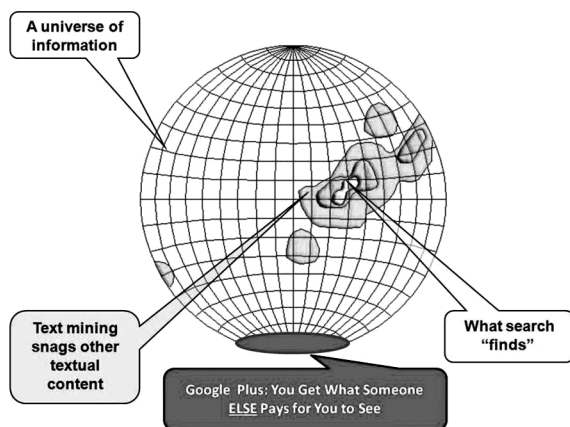 A universe of
information
Text mining
snags other
textual
content
What search
“finds”
Google Plus: You Get What Someone
ELSE Pays for You to See